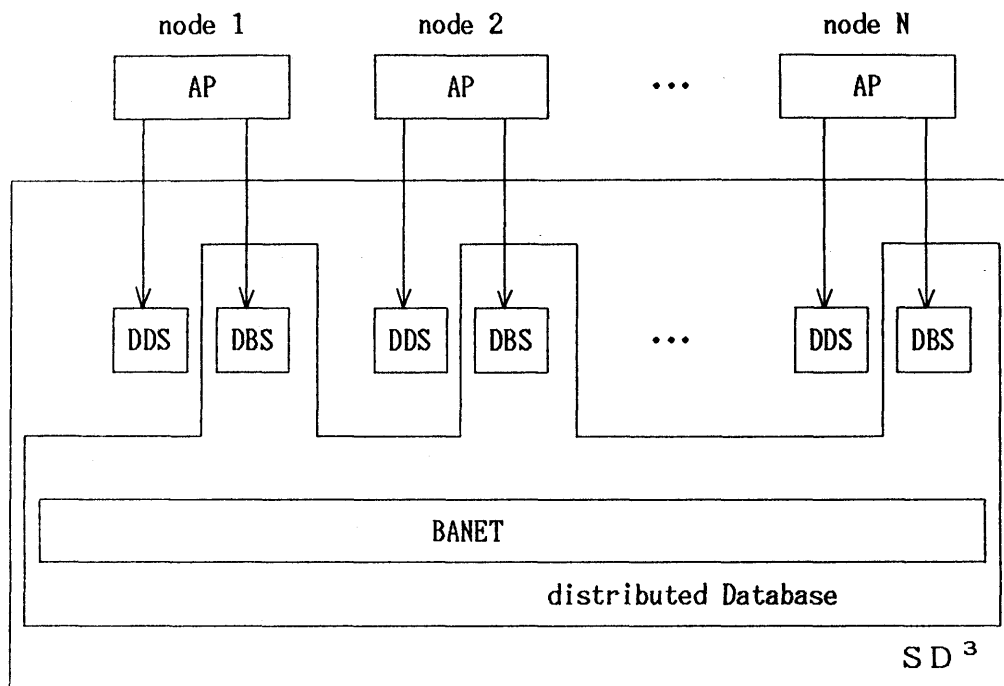 node 1 node 2 node N
AP AP ••• AP
DDS DBS DDS DBS ••• DDS DBS
BANET
distributed Database
SD³